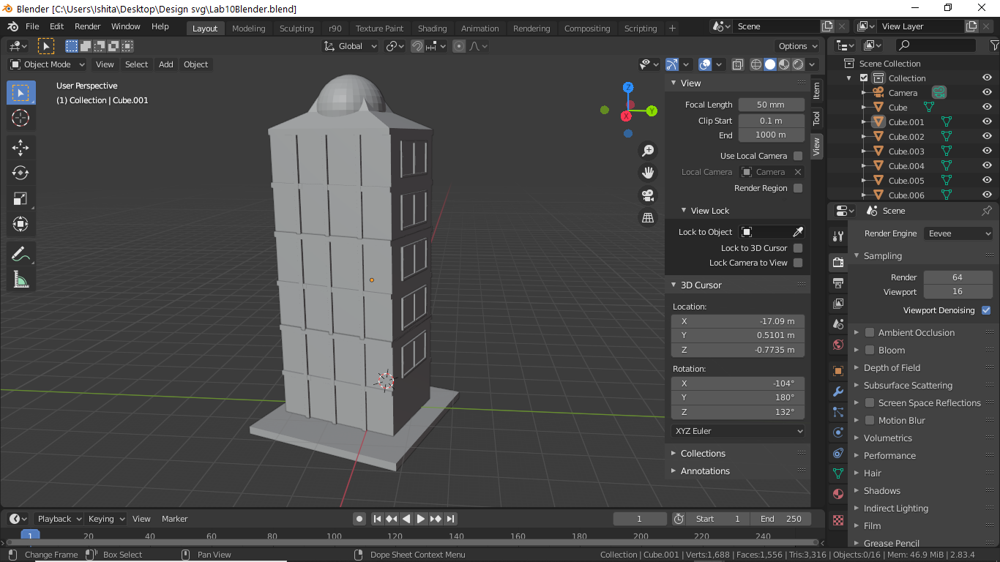 Blender [C:\Users\Ishita\Desktop\Design svg\Lab10Blender.blend]
File Edit Render Window Help Layout Modeling Sculpting r90 Texture Paint Shading Animation Rendering Compositing Scripting + Scene View Layer
Global Options
Object Mode View Select Add Object
User Perspective
(1) Collection | Cube.001
Z
Y
X
View
Focal Length 50 mm
Clip Start 0.1 m
End 1000 m
Use Local Camera
Local Camera Camera
Render Region
View Lock
Lock to Object
Lock to 3D Cursor
Lock Camera to View
3D Cursor
Location:
X -17.09 m
Y 0.5101 m
Z -0.7735 m
Rotation:
X -104°
Y 180°
Z 132°
XYZ Euler
Collections
Annotations
Item
Tool
View
Scene Collection
Collection
Camera
Cube
Cube.001
Cube.002
Cube.003
Cube.004
Cube.005
Cube.006
Scene
Render Engine Eevee
Sampling
Render 64
Viewport 16
Viewport Denoising
Ambient Occlusion
Bloom
Depth of Field
Subsurface Scattering
Screen Space Reflections
Motion Blur
Volumetrics
Performance
Hair
Shadows
Indirect Lighting
Film
Grease Pencil
Playback Keying View Marker 1 Start 1 End 250
1 20 40 60 80 100 120 140 160 180 200 220 240
Change Frame Box Select Pan View Dope Sheet Context Menu Collection | Cube.001 | Verts:1,688 | Faces:1,556 | Tris:3,316 | Objects:0/16 | Mem: 46.9 MiB | 2.83.4